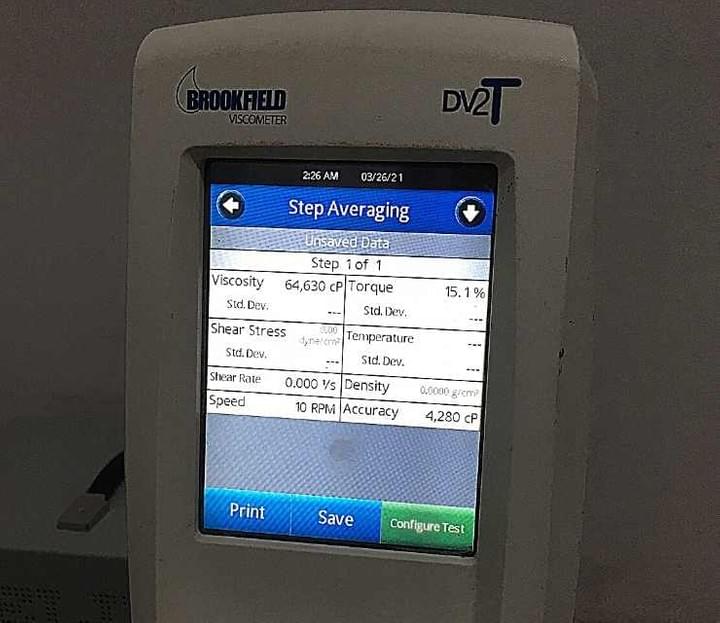 BROOKFIELD
VISCOMETER
DV2T
2:26 AM 03/26/21
Step Averaging
Unsaved Data
Step 1 of 1
Viscosity 64,630 cP Torque 15.1%
Std. Dev. --- Std. Dev. ---
Shear Stress 0.00 dyne/cm² Temperature ---
Std. Dev. --- Std. Dev. ---
Shear Rate 0.000 ¹/s Density 0.0000 g/cm³
Speed 10 RPM Accuracy 4,280 cP
Print Save Configure Test